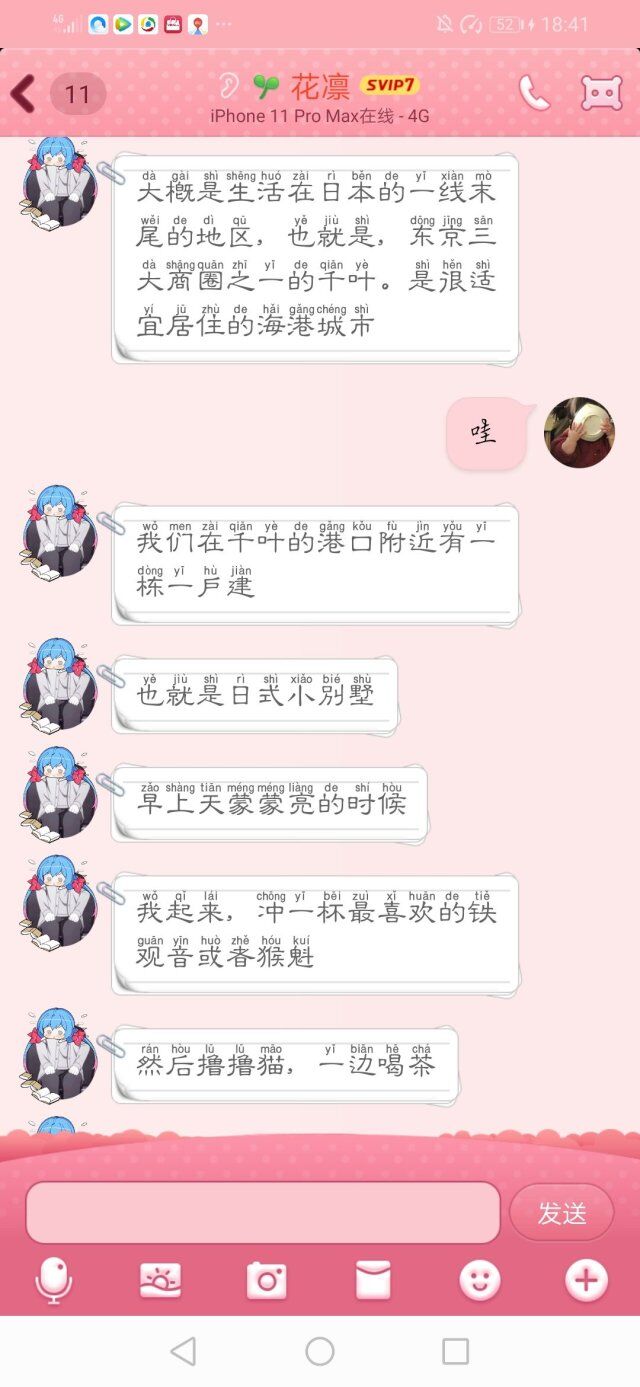 4G
52
18:41
11
花凛 SVIP7
iPhone 11 Pro Max在线 - 4G
dà gài shì shēng huó zài rì běn de yī xiàn mò
大概是生活在日本的一线末
wěi de dì qū yě jiù shì dōng jīng sān
尾的地区，也就是，东京三
dà shāng quān zhī yī de qiān yè shì hěn shì
大商圈之一的千叶。是很适
yí jū zhù de hǎi gǎng chéng shì
宜居住的海港城市
哇
wǒ men zài qiān yè de gǎng kǒu fù jìn yǒu yī
我们在千叶的港口附近有一
dòng yī hù jiàn
栋一户建
yě jiù shì rì shì xiǎo bié shù
也就是日式小别墅
zǎo shàng tiān méng méng liàng de shí hòu
早上天蒙蒙亮的时候
wǒ qǐ lái chōng yī bēi zuì xǐ huān de tiě
我起来，冲一杯最喜欢的铁
guān yīn huò zhě hóu kuí
观音或者猴魁
rán hòu lū lū māo yī biān hē chá
然后撸撸猫，一边喝茶
发送